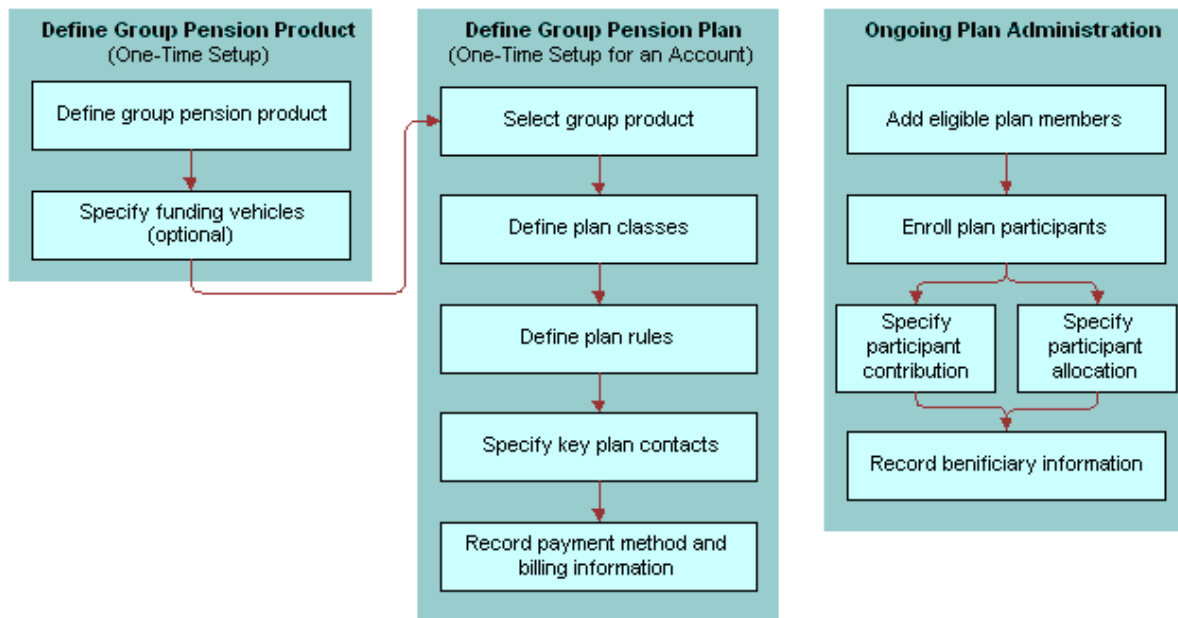 Define Group Pension Product
(One-Time Setup)
Define group pension product
Specify funding vehicles
(optional)
Define Group Pension Plan
(One-Time Setup for an Account)
Select group product
Define plan classes
Define plan rules
Specify key plan contacts
Record payment method and
billing information
Ongoing Plan Administration
Add eligible plan members
Enroll plan participants
Specify
participant
contribution
Specify
participant
allocation
Record benificiary information